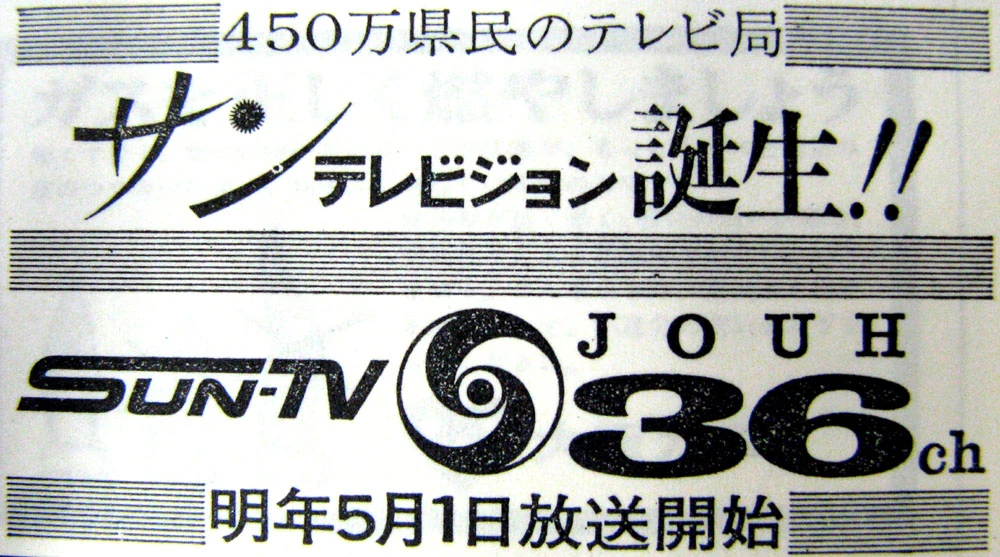 450万県民のテレビ局
サンテレビジョン誕生!!
SUN-TV
JOUH
36ch
明年5月1日放送開始